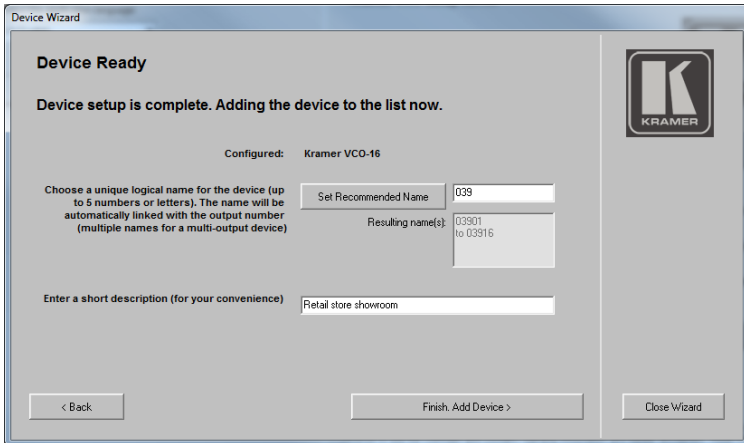 Device Wizard
Device Ready
Device setup is complete. Adding the device to the list now.
Configured: Kramer VCO-16
Choose a unique logical name for the device (up
to 5 numbers or letters). The name will be
automatically linked with the output number
(multiple names for a multi-output device)
Set Recommended Name
039
Resulting name(s):
03901
to 03916
Enter a short description (for your convenience)
Retail store showroom
< Back
Finish. Add Device >
K
KRAMER
Close Wizard